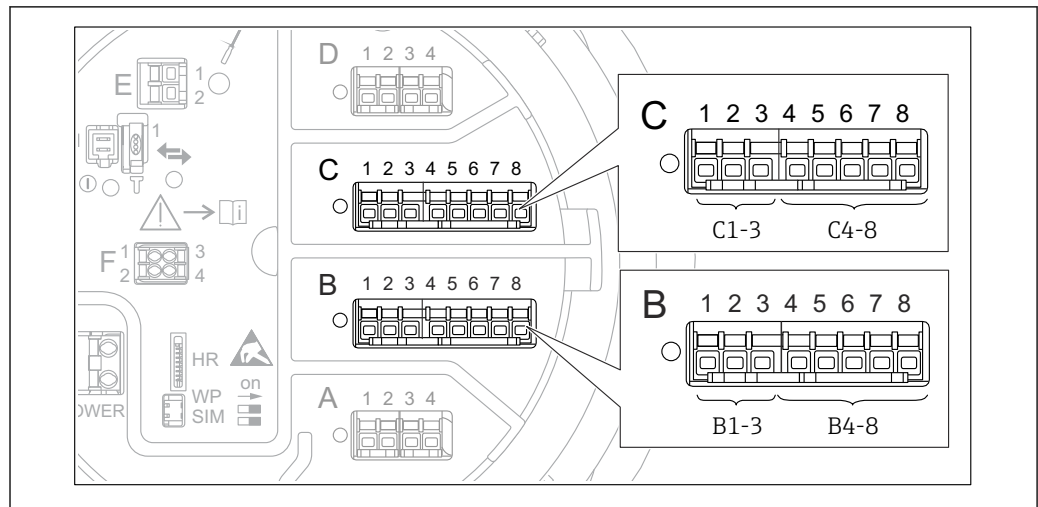 D 1 2 3 4
E 1
2
1
C 1 2 3 4 5 6 7 8
C 1 2 3 4 5 6 7 8
C1-3 C4-8
i
F 1 3
2 4
B 1 2 3 4 5 6 7 8
B 1 2 3 4 5 6 7 8
B1-3 B4-8
HR
WP on
SIM
OWER
A 1 2 3 4